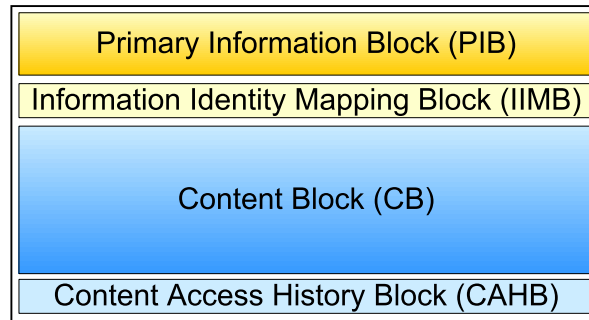 Primary Information Block (PIB)
Information Identity Mapping Block (IIMB)
Content Block (CB)
Content Access History Block (CAHB)